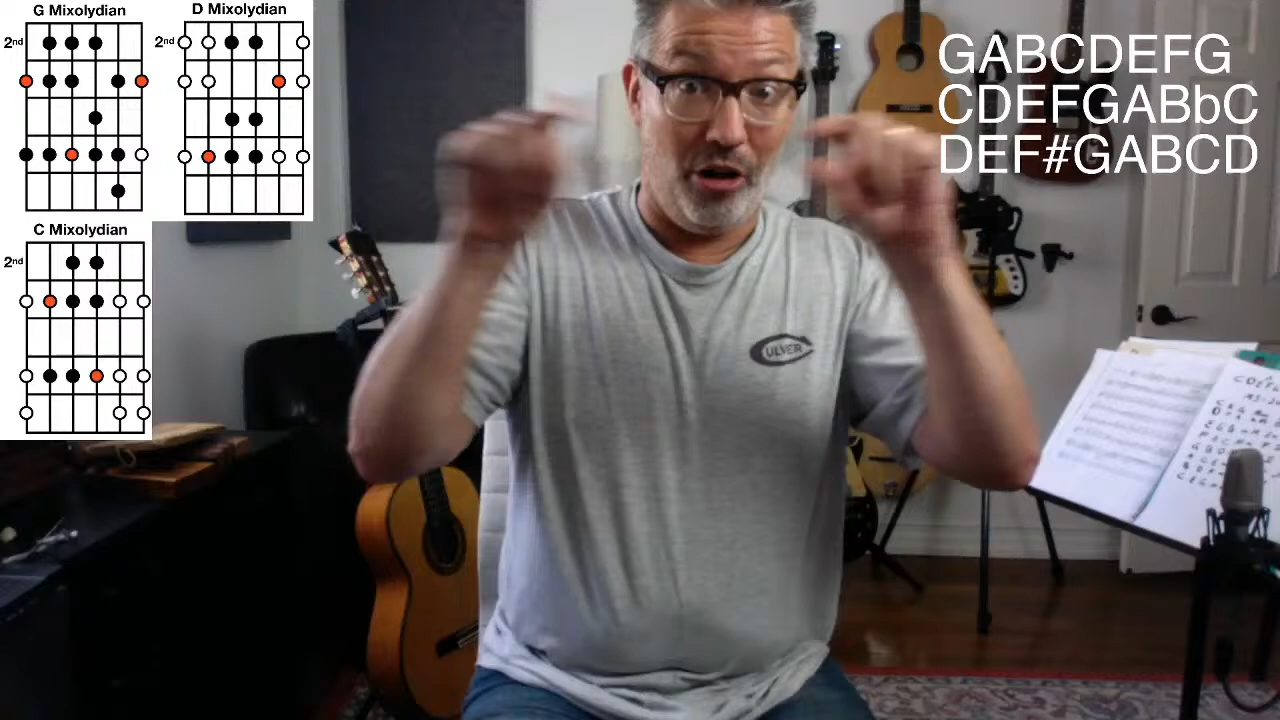 G Mixolydian
2nd
D Mixolydian
2nd
C Mixolydian
2nd
GABCDEFG
CDEFGABbC
DEF#GABCD
CULVER